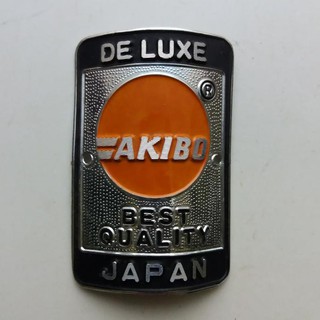 DE LUXE
®
AKIBO
BEST
QUALITY
JAPAN